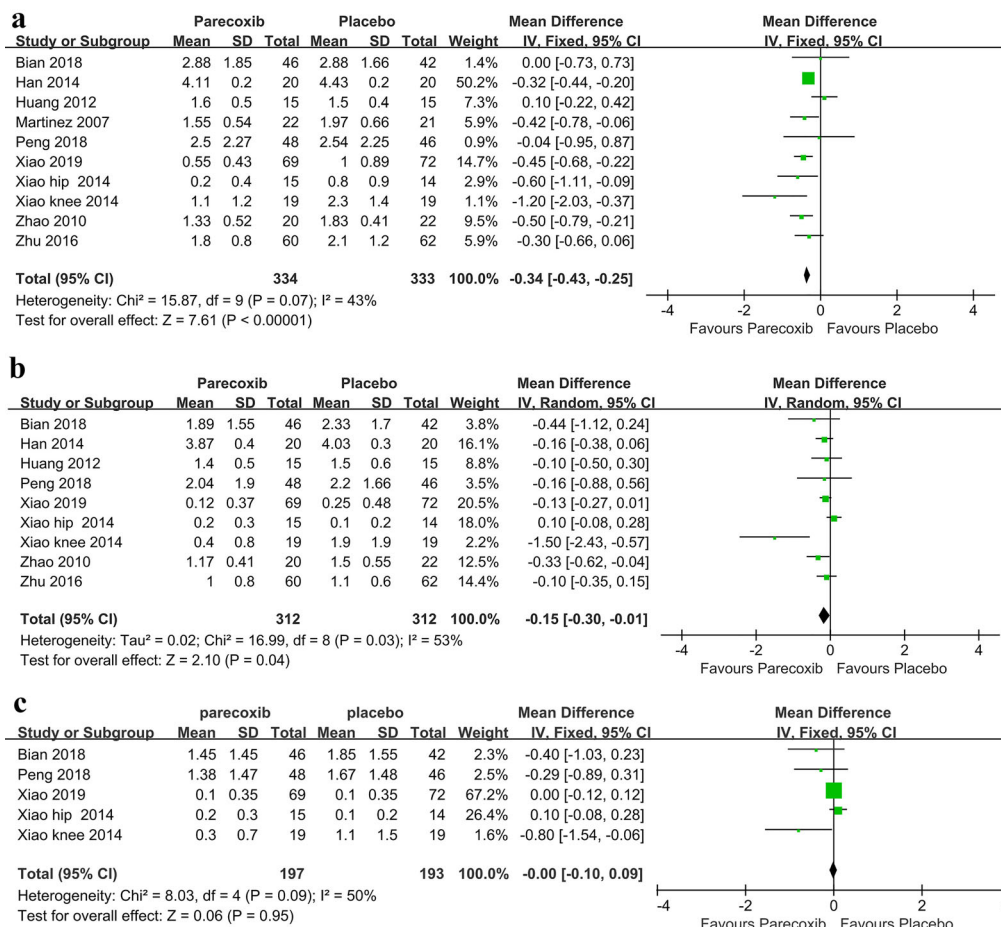 a
Parecoxib Placebo Mean Difference Mean Difference
Study or Subgroup Mean SD Total Mean SD Total Weight IV, Fixed, 95% CI IV, Fixed, 95% CI
Bian 2018 2.88 1.85 46 2.88 1.66 42 1.4% 0.00 [-0.73, 0.73]
Han 2014 4.11 0.2 20 4.43 0.2 20 50.2% -0.32 [-0.44, -0.20]
Huang 2012 1.6 0.5 15 1.5 0.4 15 7.3% 0.10 [-0.22, 0.42]
Martinez 2007 1.55 0.54 22 1.97 0.66 21 5.9% -0.42 [-0.78, -0.06]
Peng 2018 2.5 2.27 48 2.54 2.25 46 0.9% -0.04 [-0.95, 0.87]
Xiao 2019 0.55 0.43 69 1 0.89 72 14.7% -0.45 [-0.68, -0.22]
Xiao hip 2014 0.2 0.4 15 0.8 0.9 14 2.9% -0.60 [-1.11, -0.09]
Xiao knee 2014 1.1 1.2 19 2.3 1.4 19 1.1% -1.20 [-2.03, -0.37]
Zhao 2010 1.33 0.52 20 1.83 0.41 22 9.5% -0.50 [-0.79, -0.21]
Zhu 2016 1.8 0.8 60 2.1 1.2 62 5.9% -0.30 [-0.66, 0.06]
Total (95% CI) 334 333 100.0% -0.34 [-0.43, -0.25]
Heterogeneity: Chi² = 15.87, df = 9 (P = 0.07); I² = 43%
Test for overall effect: Z = 7.61 (P < 0.00001)
-4 -2 0 2 4
Favours Parecoxib Favours Placebo
b
Parecoxib Placebo Mean Difference Mean Difference
Study or Subgroup Mean SD Total Mean SD Total Weight IV, Random, 95% CI IV, Random, 95% CI
Bian 2018 1.89 1.55 46 2.33 1.7 42 3.8% -0.44 [-1.12, 0.24]
Han 2014 3.87 0.4 20 4.03 0.3 20 16.1% -0.16 [-0.38, 0.06]
Huang 2012 1.4 0.5 15 1.5 0.6 15 8.8% -0.10 [-0.50, 0.30]
Peng 2018 2.04 1.9 48 2.2 1.66 46 3.5% -0.16 [-0.88, 0.56]
Xiao 2019 0.12 0.37 69 0.25 0.48 72 20.5% -0.13 [-0.27, 0.01]
Xiao hip 2014 0.2 0.3 15 0.1 0.2 14 18.0% 0.10 [-0.08, 0.28]
Xiao knee 2014 0.4 0.8 19 1.9 1.9 19 2.2% -1.50 [-2.43, -0.57]
Zhao 2010 1.17 0.41 20 1.5 0.55 22 12.5% -0.33 [-0.62, -0.04]
Zhu 2016 1 0.8 60 1.1 0.6 62 14.4% -0.10 [-0.35, 0.15]
Total (95% CI) 312 312 100.0% -0.15 [-0.30, -0.01]
Heterogeneity: Tau² = 0.02; Chi² = 16.99, df = 8 (P = 0.03); I² = 53%
Test for overall effect: Z = 2.10 (P = 0.04)
-4 -2 0 2 4
Favours Parecoxib Favours Placebo
c
parecoxib placebo Mean Difference Mean Difference
Study or Subgroup Mean SD Total Mean SD Total Weight IV, Fixed, 95% CI IV, Fixed, 95% CI
Bian 2018 1.45 1.45 46 1.85 1.55 42 2.3% -0.40 [-1.03, 0.23]
Peng 2018 1.38 1.47 48 1.67 1.48 46 2.5% -0.29 [-0.89, 0.31]
Xiao 2019 0.1 0.35 69 0.1 0.35 72 67.2% 0.00 [-0.12, 0.12]
Xiao hip 2014 0.2 0.3 15 0.1 0.2 14 26.4% 0.10 [-0.08, 0.28]
Xiao knee 2014 0.3 0.7 19 1.1 1.5 19 1.6% -0.80 [-1.54, -0.06]
Total (95% CI) 197 193 100.0% -0.00 [-0.10, 0.09]
Heterogeneity: Chi² = 8.03, df = 4 (P = 0.09); I² = 50%
Test for overall effect: Z = 0.06 (P = 0.95)
-4 -2 0 2 4
Favours Parecoxib Favours Placebo